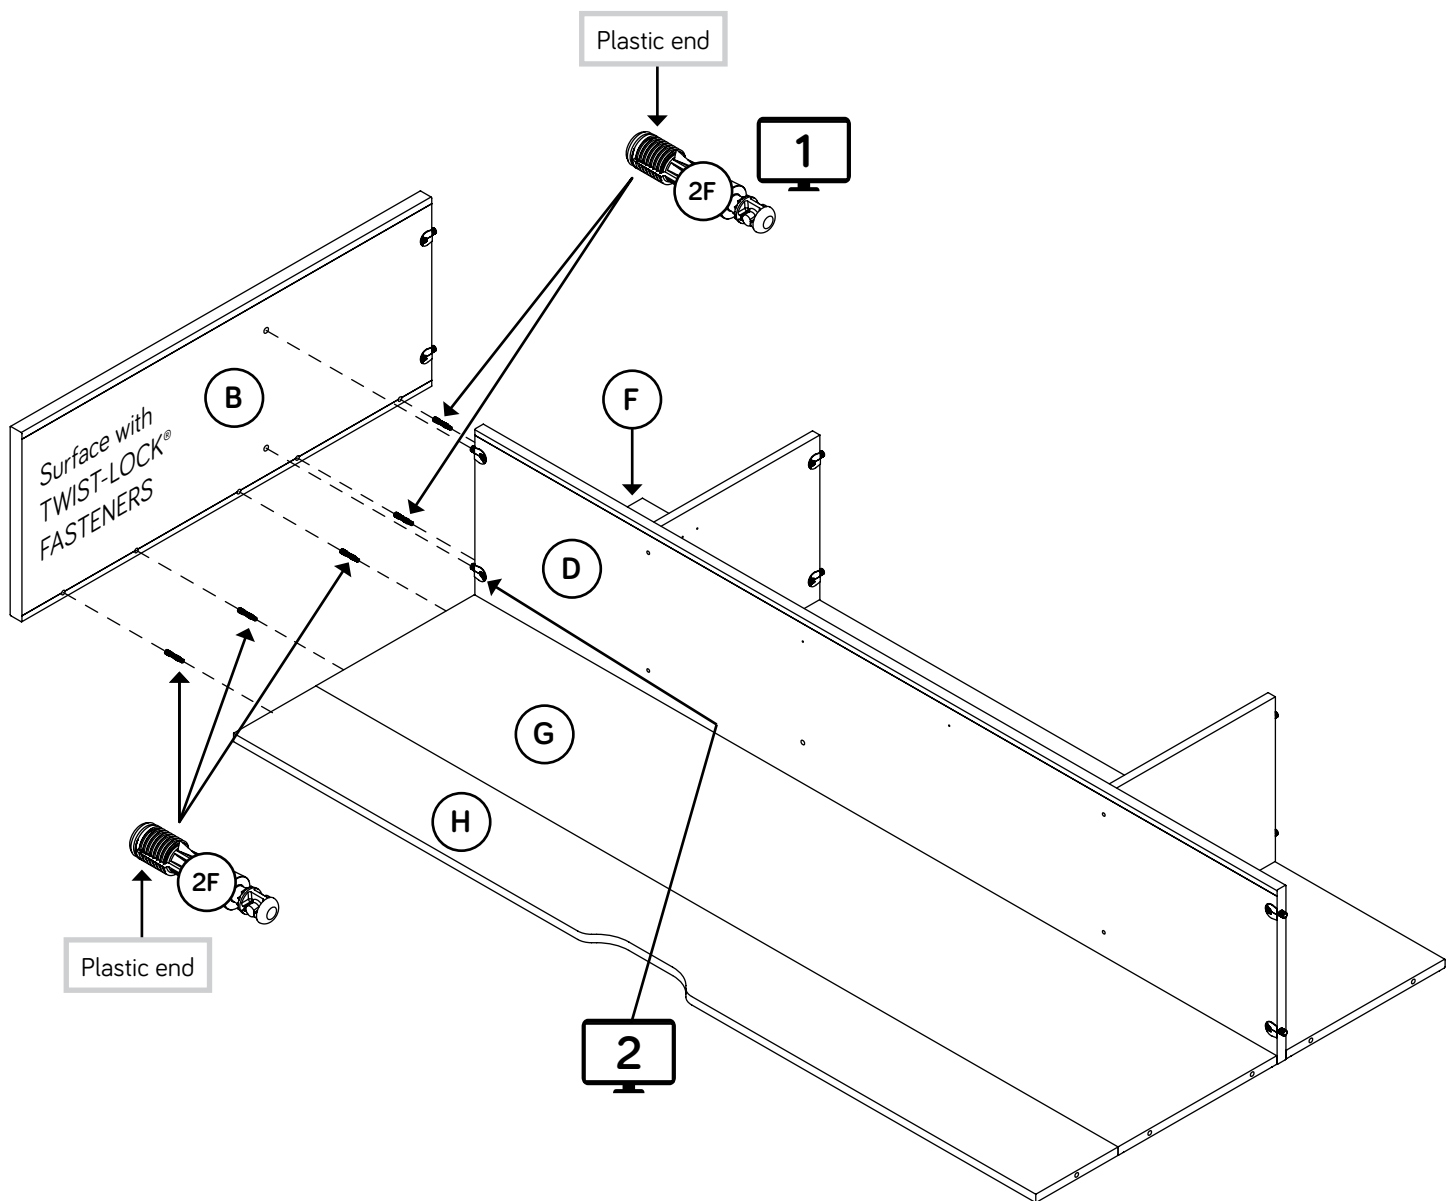 Plastic end
1
2F
B
Surface with
TWIST-LOCK®
FASTENERS
F
D
G
H
2F
Plastic end
2